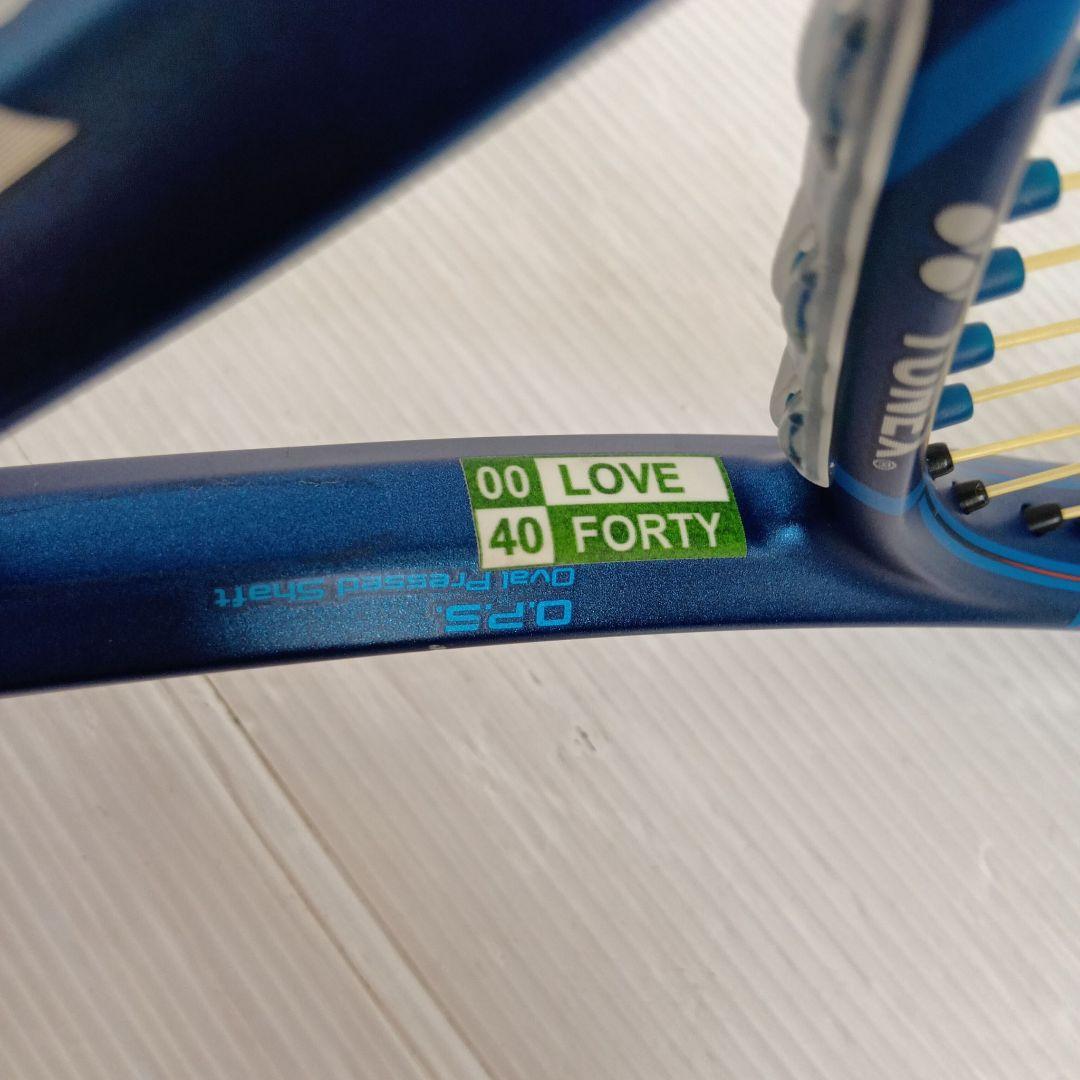 00 LOVE
40 FORTY
O.P.S.
Oval Pressed Shaft
YONEX®